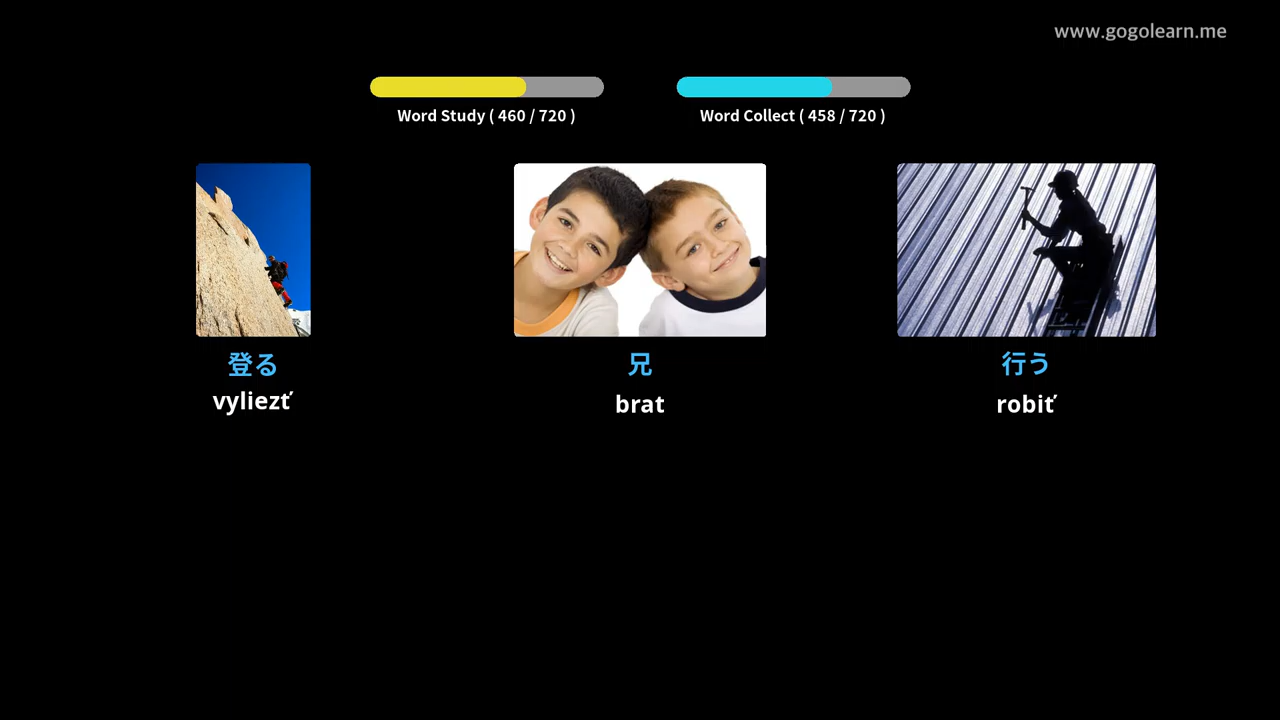 www.gogolearn.me
Word Study ( 460 / 720 )
Word Collect ( 458 / 720 )
登る
兄
行う
vyliezť
brat
robiť